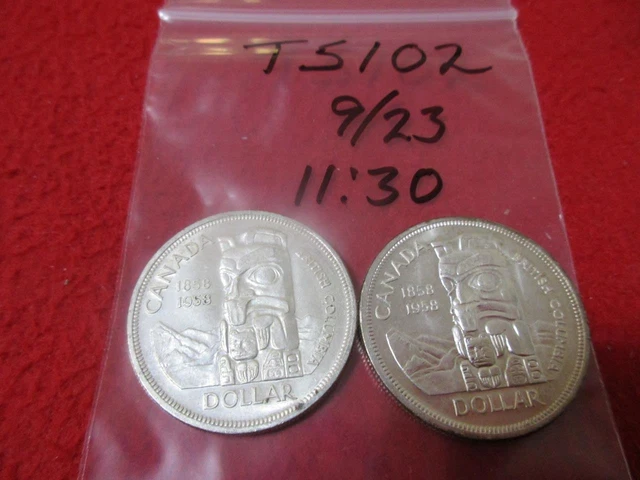 TS102
9/23
11:30
CANADA
1858
1958
BRITISH COLUMBIA
DOLLAR
CANADA
1858
1958
BRITISH COLUMBIA
DOLLAR